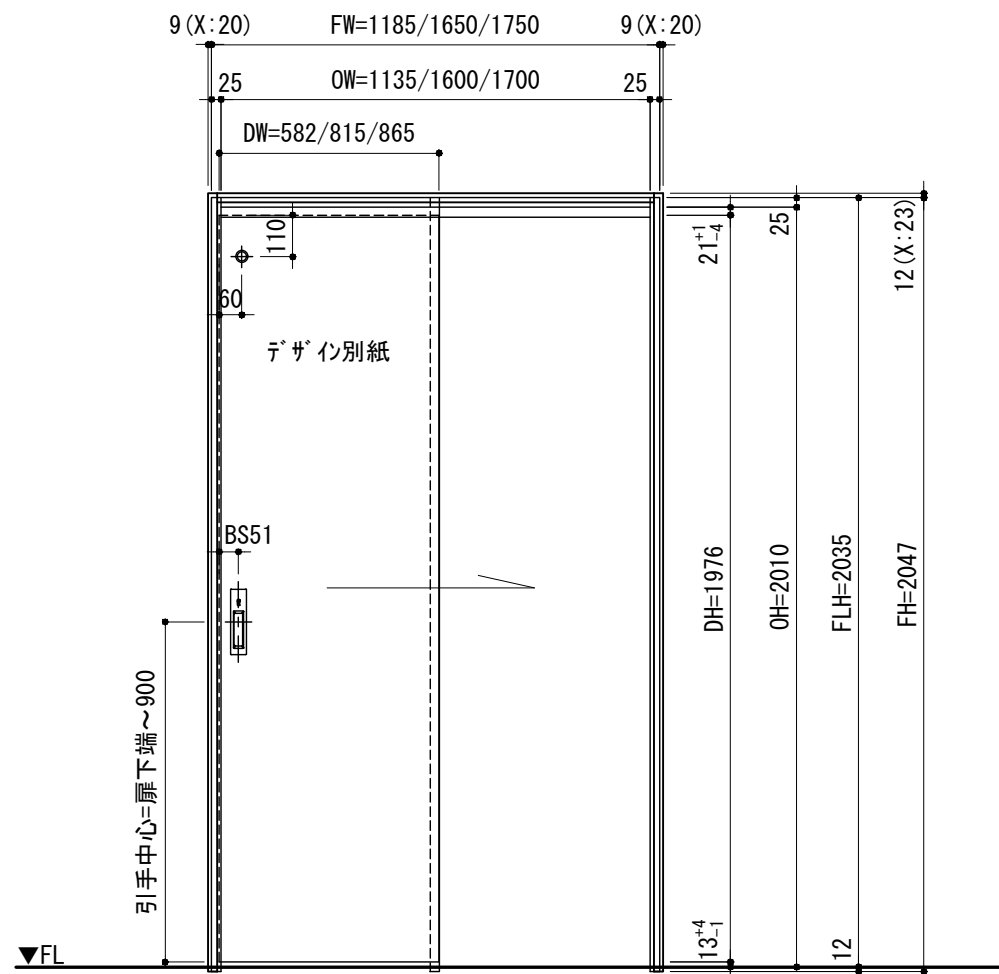 9(X:20)
FW=1185/1650/1750
9(X:20)
25
OW=1135/1600/1700
25
DW=582/815/865
110
21+1-4
25
12(X:23)
60
デザイン別紙
BS51
DH=1976
OH=2010
FLH=2035
FH=2047
引手中心=扉下端~900
▼FL
13+4-1
12